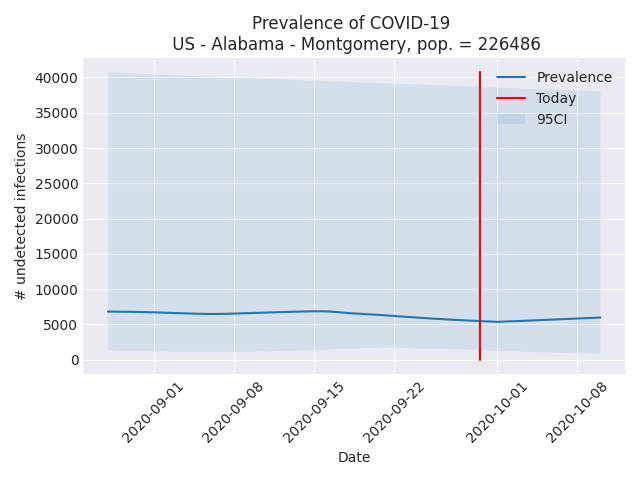 Prevalence of COVID-19
US - Alabama - Montgomery, pop. = 226486
Prevalence
Today
95CI
40000
35000
30000
25000
20000
15000
10000
5000
0
# undetected infections
2020-09-01
2020-09-08
2020-09-15
2020-09-22
2020-10-01
2020-10-08
Date